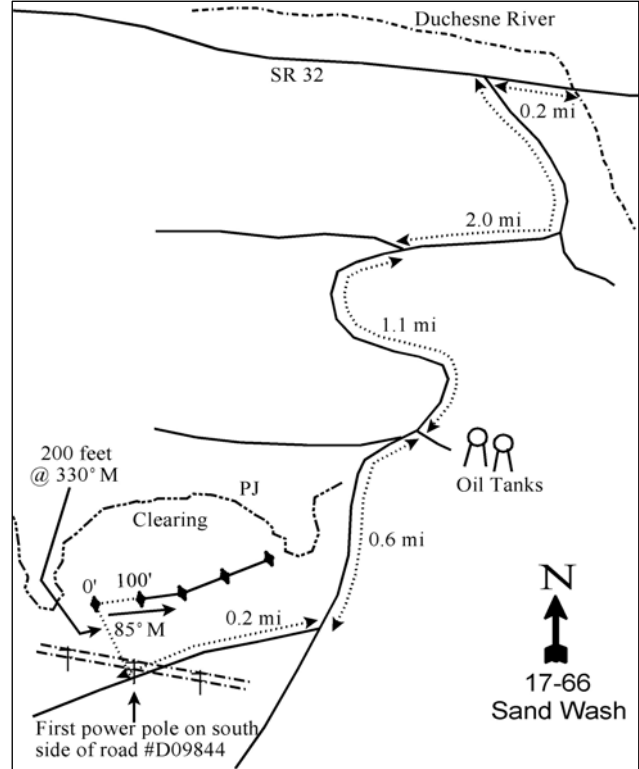 Duchesne River
SR 32
0.2 mi
2.0 mi
1.1 mi
200 feet
@ 330° M
PJ
Clearing
Oil Tanks
0.6 mi
0'
100'
85° M
0.2 mi
N
17-66
Sand Wash
First power pole on south
side of road #D09844